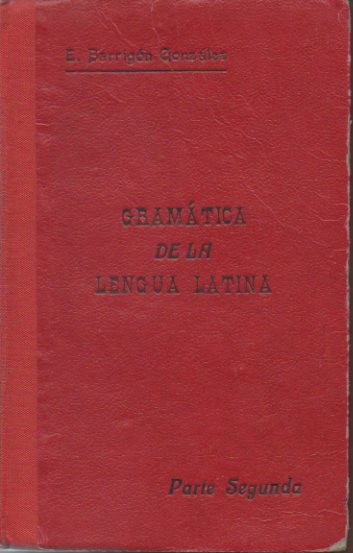 E. Barrigón González
GRAMÁTICA
DE LA
LENGUA LATINA
Parte Segunda